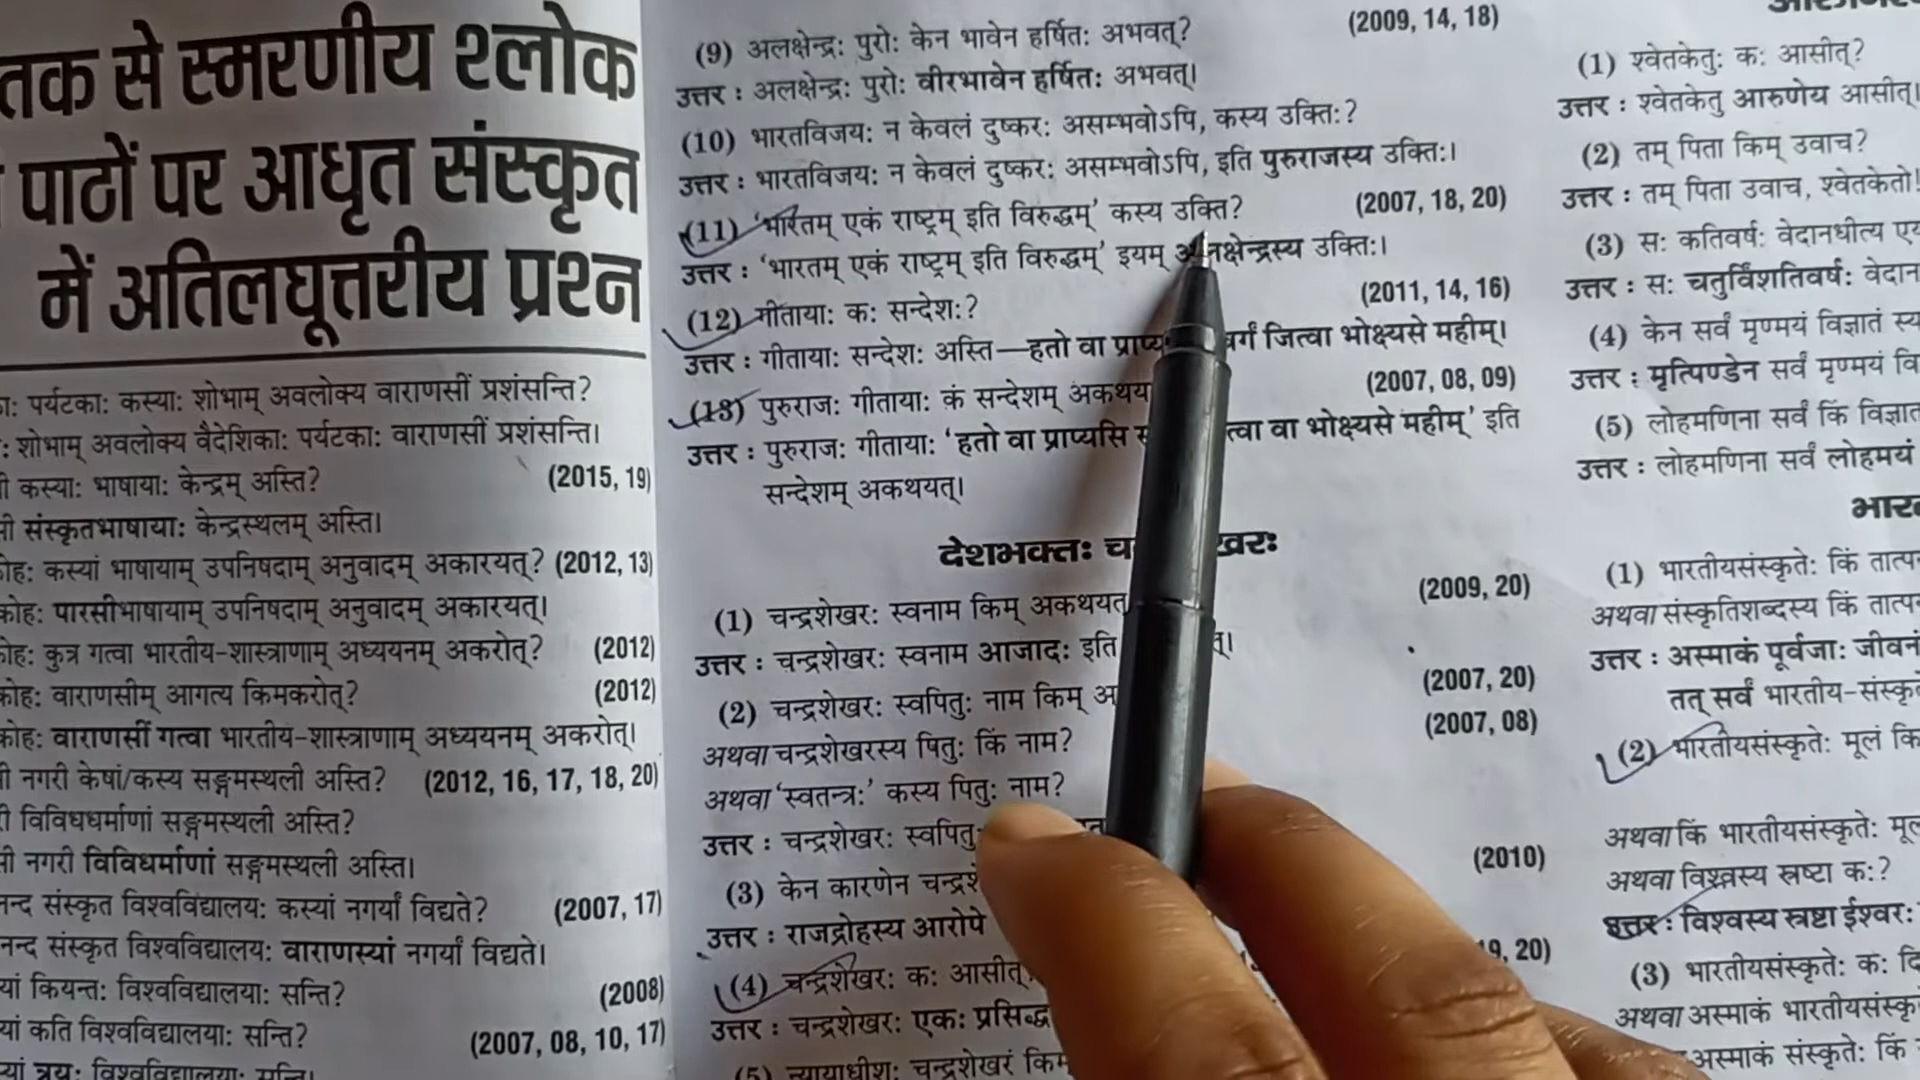 तक से स्मरणीय श्लोक
पाठों पर आधृत संस्कृत
में अतिलघूत्तरीय प्रश्न
पर्यटकाः कस्याः शोभाम् अवलोक्य वाराणसीं प्रशंसन्ति?
शोभाम् अवलोक्य वैदेशिकाः पर्यटकाः वाराणसीं प्रशंसन्ति।
कस्याः भाषायाः केन्द्रम् अस्ति? (2015, 19)
संस्कृतभाषायाः केन्द्रस्थलम् अस्ति।
कस्यां भाषायाम् उपनिषदाम् अनुवादम् अकारयत्? (2012, 13)
पारसीभाषायाम् उपनिषदाम् अनुवादम् अकारयत्।
कुत्र गत्वा भारतीय-शास्त्राणाम् अध्ययनम् अकरोत्? (2012)
वाराणसीम् आगत्य किमकरोत्? (2012)
वाराणसीं गत्वा भारतीय-शास्त्राणाम् अध्ययनम् अकरोत्।
नगरी केषां/कस्य सङ्गमस्थली अस्ति? (2012, 16, 17, 18, 20)
विविधधर्माणां सङ्गमस्थली अस्ति?
नगरी विविधर्माणां सङ्गमस्थली अस्ति।
संस्कृत विश्वविद्यालयः कस्यां नगर्यां विद्यते? (2007, 17)
संस्कृत विश्वविद्यालयः वाराणस्यां नगर्यां विद्यते।
कियन्तः विश्वविद्यालयाः सन्ति? (2008)
कति विश्वविद्यालयाः सन्ति? (2007, 08, 10, 17)
त्रयः विश्वविद्यालयाः सन्ति।
(9) अलक्षेन्द्रः पुरोः केन भावेन हर्षितः अभवत्? (2009, 14, 18)
उत्तर : अलक्षेन्द्रः पुरोः वीरभावेन हर्षितः अभवत्।
(10) भारतविजयः न केवलं दुष्करः असम्भवोऽपि, कस्य उक्तिः?
उत्तर : भारतविजयः न केवलं दुष्करः असम्भवोऽपि, इति पुरुराजस्य उक्तिः।
(11) 'भारतम् एकं राष्ट्रम् इति विरुद्धम्' कस्य उक्ति? (2007, 18, 20)
उत्तर : 'भारतम् एकं राष्ट्रम् इति विरुद्धम्' इयम् अलक्षेन्द्रस्य उक्तिः।
(12) गीतायाः कः सन्देशः? (2011, 14, 16)
उत्तर : गीतायाः सन्देशः अस्ति—हतो वा जित्वा भोक्ष्यसे महीम्।
(13) पुरुराजः गीतायाः कं सन्देशम् (2007, 08, 09)
उत्तर : पुरुराजः गीतायाः 'हतो वा प्राप्यसि वा भोक्ष्यसे महीम्' इति
सन्देशम् अकथयत्।
देशभक्तः
(1) चन्द्रशेखरः स्वनाम किम् अकथयत् (2009, 20)
उत्तर : चन्द्रशेखरः स्वनाम आजादः इति
(2) चन्द्रशेखरः स्वपितुः नाम किम् (2007, 20)
अथवा चन्द्रशेखरस्य पितुः किं नाम? (2007, 08)
अथवा 'स्वतन्त्रः' कस्य पितुः नाम?
उत्तर : चन्द्रशेखरः
(3) केन कारणेन (2010)
उत्तर : राजद्रोहस्य आरोपे
(4) चन्द्रशेखरः कः आसीत्? 20)
उत्तर : चन्द्रशेखरः एकः
(5) न्यायाधीशः चन्द्रशेखरं
(1) श्वेतकेतुः कः आसीत्?
उत्तर : श्वेतकेतु आरुणेय आसीत्।
(2) तम् पिता किम् उवाच?
उत्तर : तम् पिता उवाच, श्वेतकेतो!
(3) सः कतिवर्षः वेदानधीत्य
उत्तर : सः चतुर्विंशतिवर्षः
(4) केन सर्वं मृण्मयं विज्ञातं
उत्तर : मृत्पिण्डेन सर्वं मृण्मयं
(5) लोहमणिना सर्वं किं
उत्तर : लोहमणिना सर्वं लोहमयं
(1) भारतीयसंस्कृतेः किं
अथवा संस्कृतिशब्दस्य किं
उत्तर : अस्माकं पूर्वजाः
तत् सर्वं
(2) भारतीयसंस्कृतेः मूलं
अथवा किं भारतीयसंस्कृतेः
अथवा विश्वस्य स्रष्टा कः?
उत्तर : विश्वस्य स्रष्टा ईश्वरः
(3) भारतीयसंस्कृतेः कः
अथवा अस्माकं
अस्माकं संस्कृतेः किं